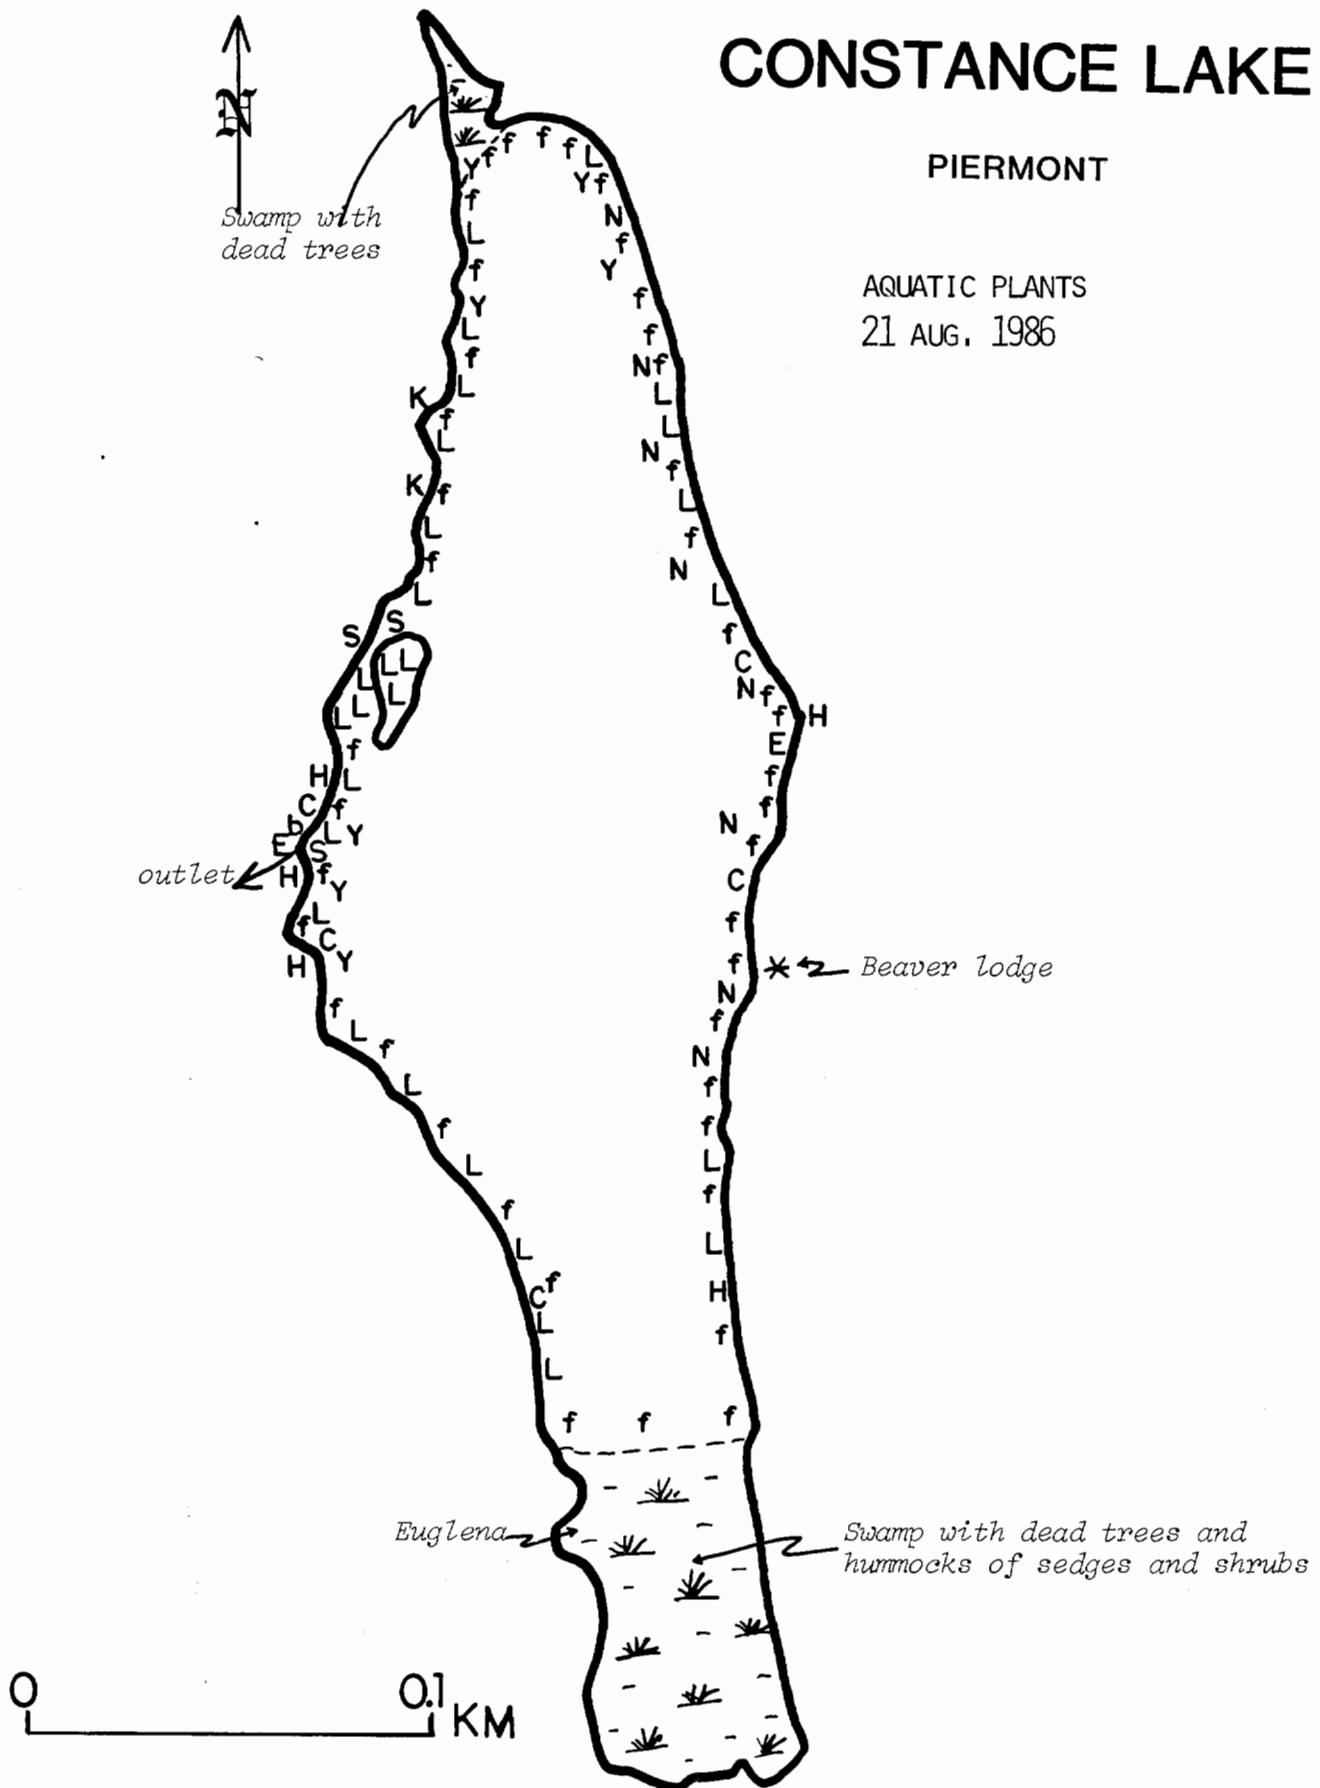 CONSTANCE LAKE
N
PIERMONT
Swamp with
dead trees
AQUATIC PLANTS
21 AUG. 1986
f f f f L
Y Y f
f N
L f
f Y
Y f
L f
f N f
L L
K f L
L N
K f f
L L
f f
L N
S S L
L L f
L L C
L N f
L f H
f E
H L f
C f f
b L Y N
E S f
outlet H f Y C
L f
f C
H Y f Beaver lodge
f N
L f
f N
L f
f f
L L
f f
L L
f H
C f
L
L
f f f
Euglena
Swamp with dead trees and
hummocks of sedges and shrubs
0 0.1 KM